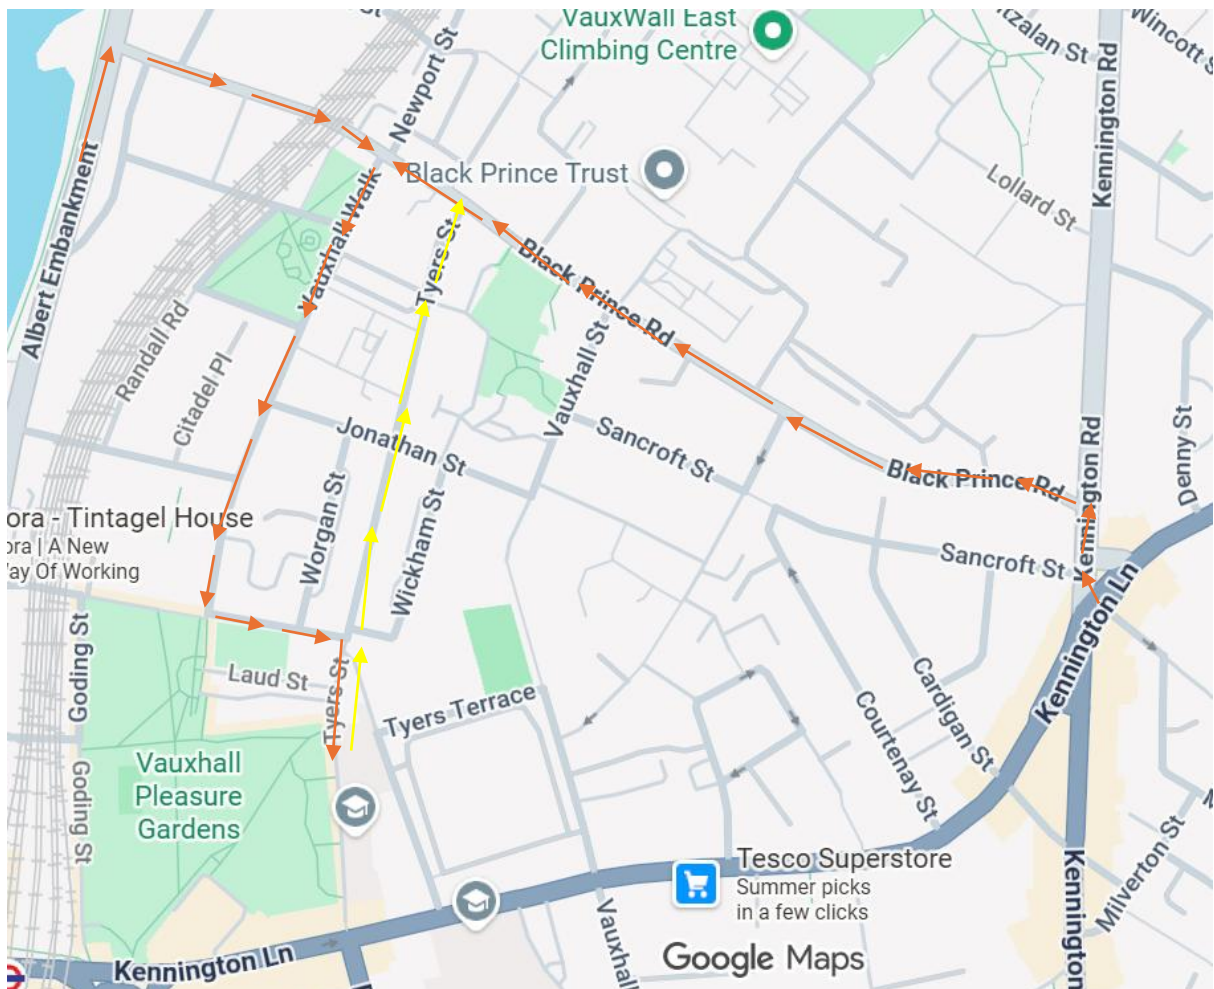 VauxWall East
Climbing Centre
tzalan St
Wincott S
Newport St
Kennington Rd
Black Prince Trust
Lollard St
Albert Embankment
Vauxhall Walk
Tyers St
Black Prince Rd
Randall Rd
Citadel Pl
Vauxhall St
Jonathan St
Sancroft St
Denny St
Kennington Rd
Black Prince Rd
Worgan St
Wickham St
ora - Tintagel House
ora | A New
Way Of Working
Sancroft St
Kennington Ln
Goding St
Laud St
Tyers St
Tyers Terrace
Cardigan St
Courtenay St
Vauxhall
Pleasure
Gardens
Goding St
Milverton St
M
Tesco Superstore
Summer picks
in a few clicks
Kennington
Vauxhall
Kennington Ln
Google Maps